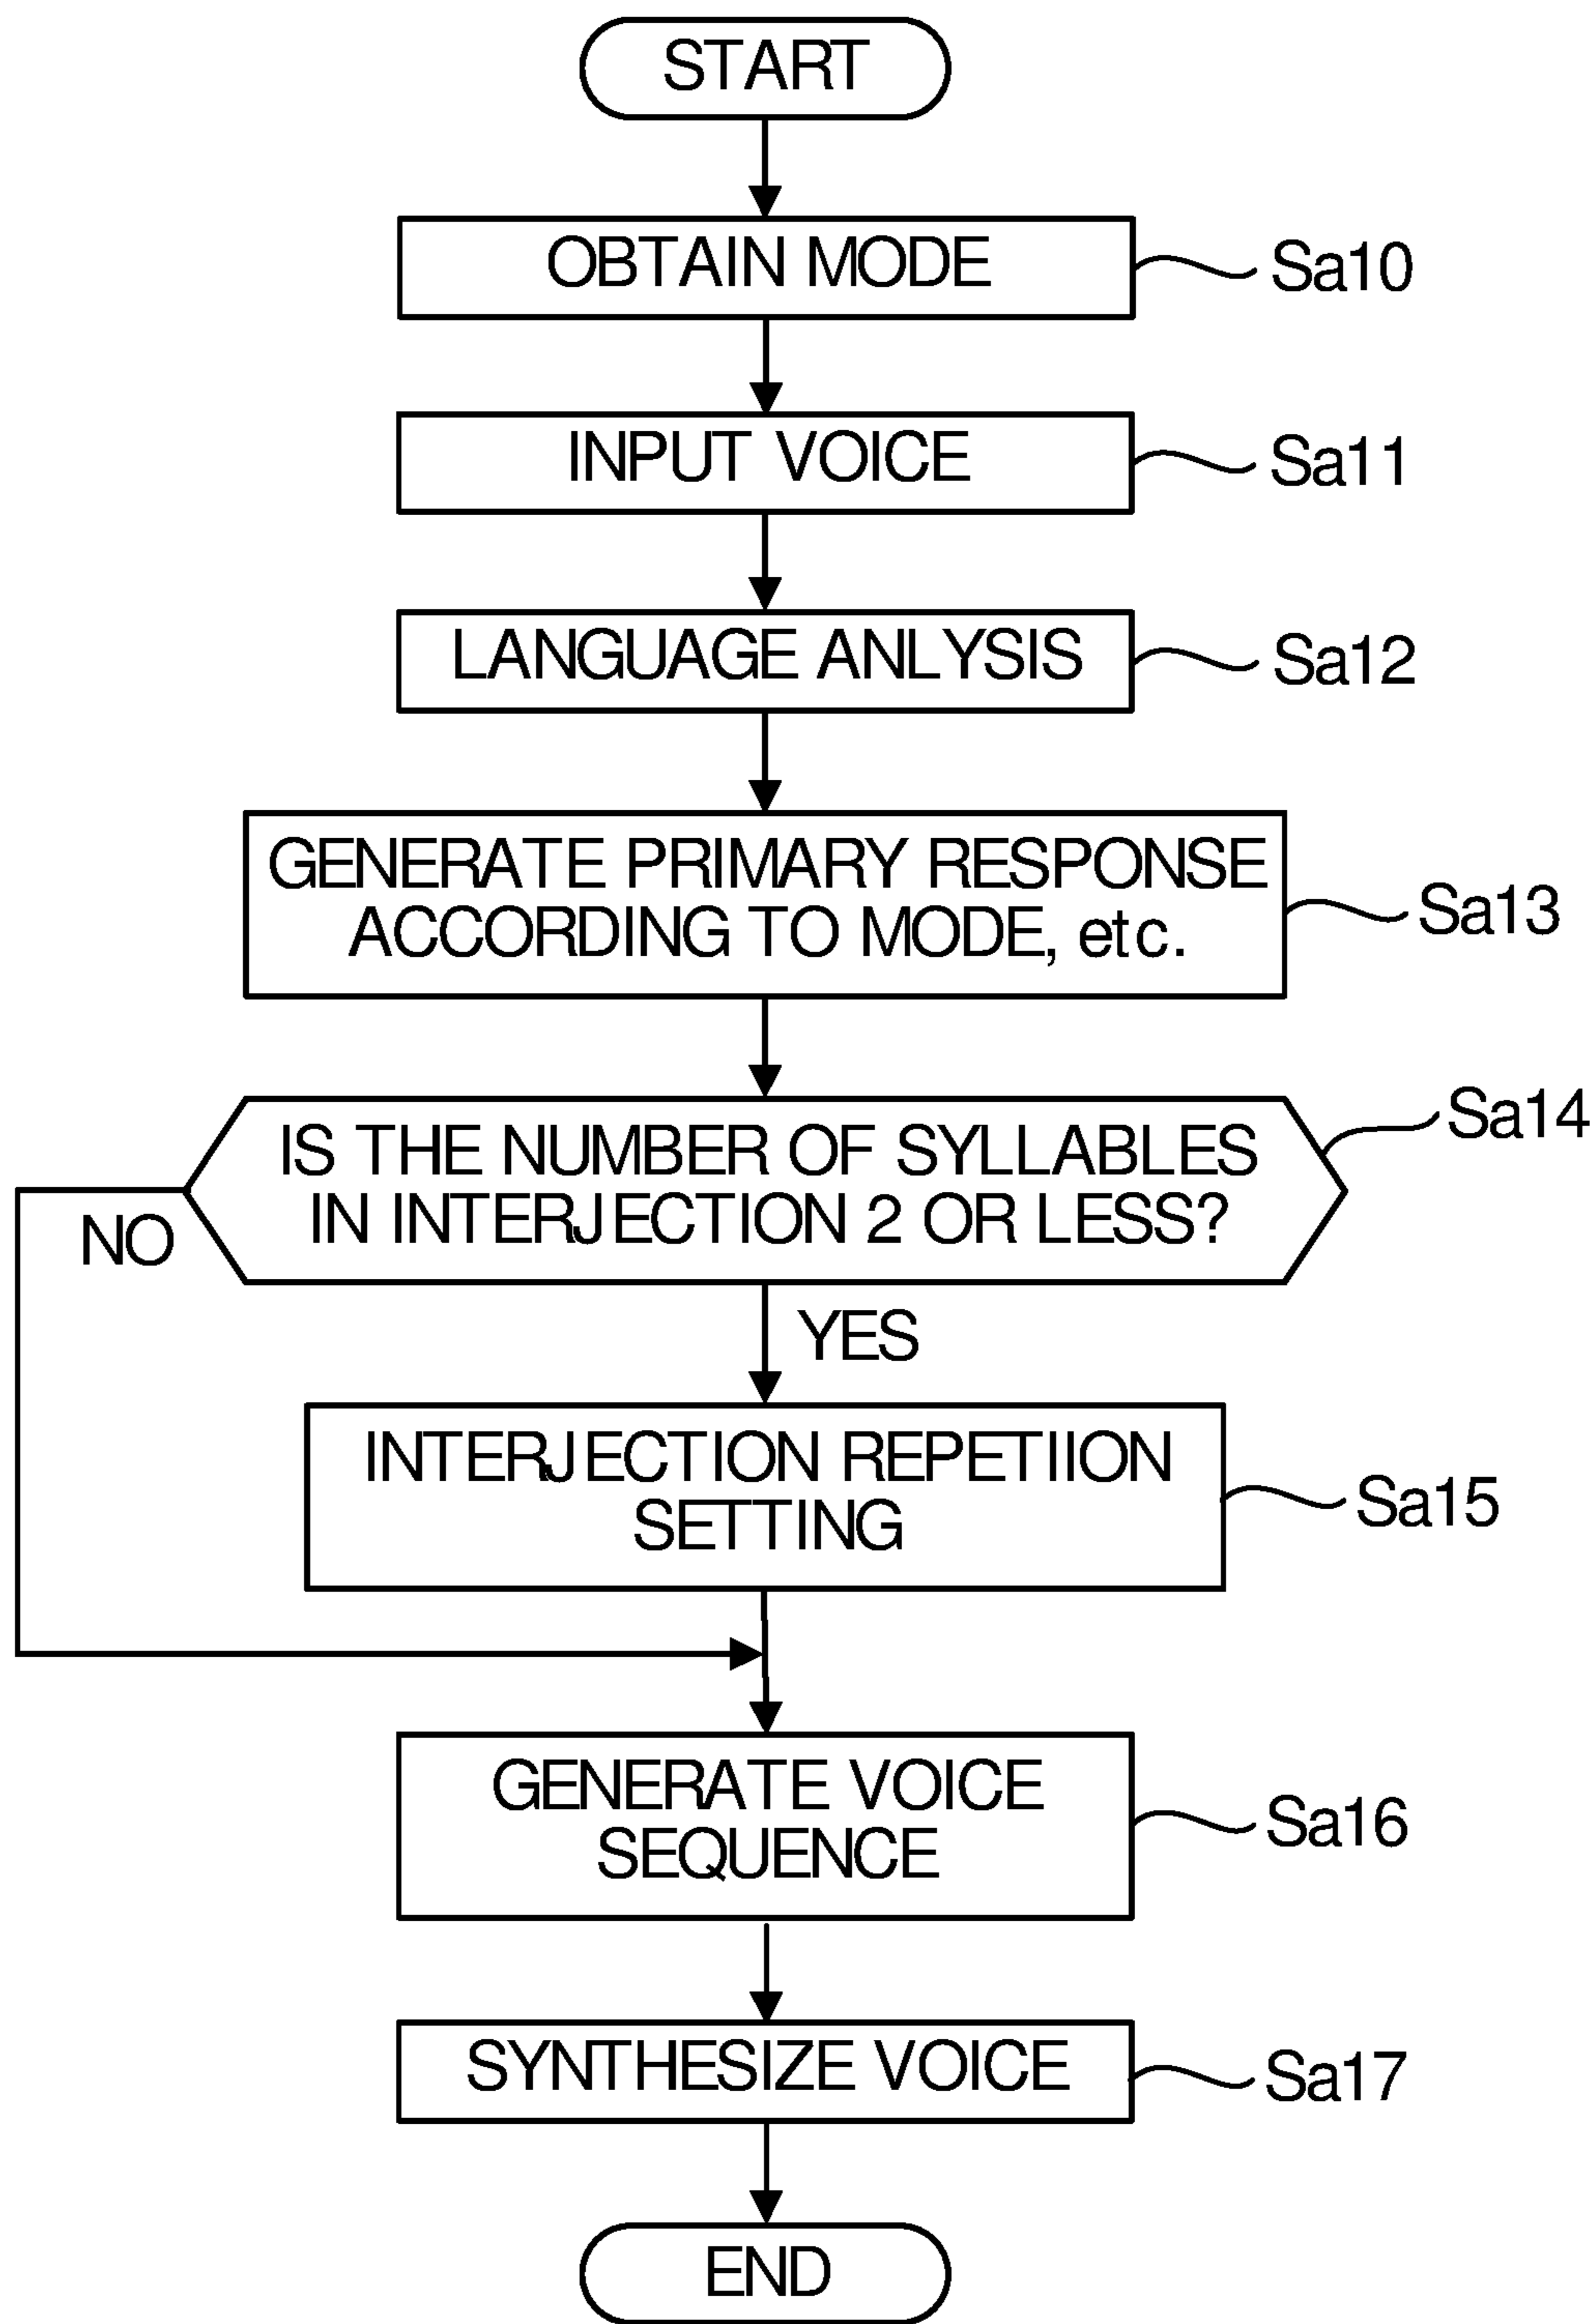 START
OBTAIN MODE
Sa10
INPUT VOICE
Sa11
LANGUAGE ANLYSIS
Sa12
GENERATE PRIMARY RESPONSE
ACCORDING TO MODE, etc.
Sa13
IS THE NUMBER OF SYLLABLES
IN INTERJECTION 2 OR LESS?
Sa14
NO
YES
INTERJECTION REPETIION
SETTING
Sa15
GENERATE VOICE
SEQUENCE
Sa16
SYNTHESIZE VOICE
Sa17
END